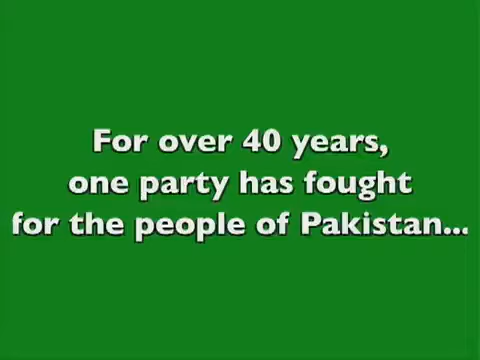 For over 40 years,
one party has fought
for the people of Pakistan...